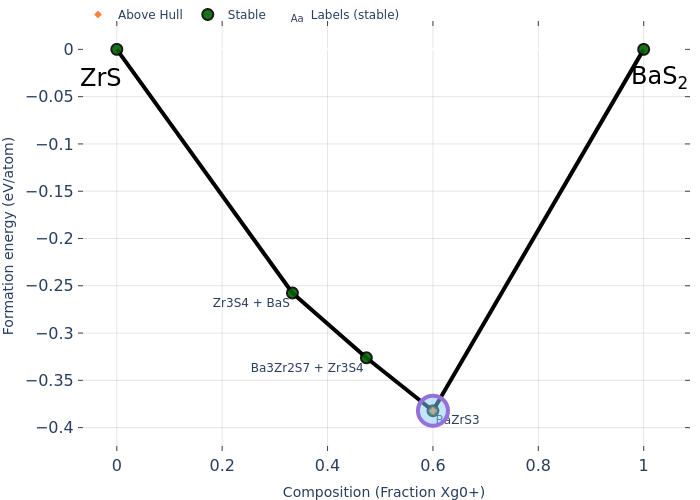 Above Hull
Stable
Aa Labels (stable)
0
−0.05
−0.1
−0.15
−0.2
−0.25
−0.3
−0.35
−0.4
Formation energy (eV/atom)
ZrS
BaS2
Zr3S4 + BaS
Ba3Zr2S7 + Zr3S4
BaZrS3
0
0.2
0.4
0.6
0.8
1
Composition (Fraction Xg0+)